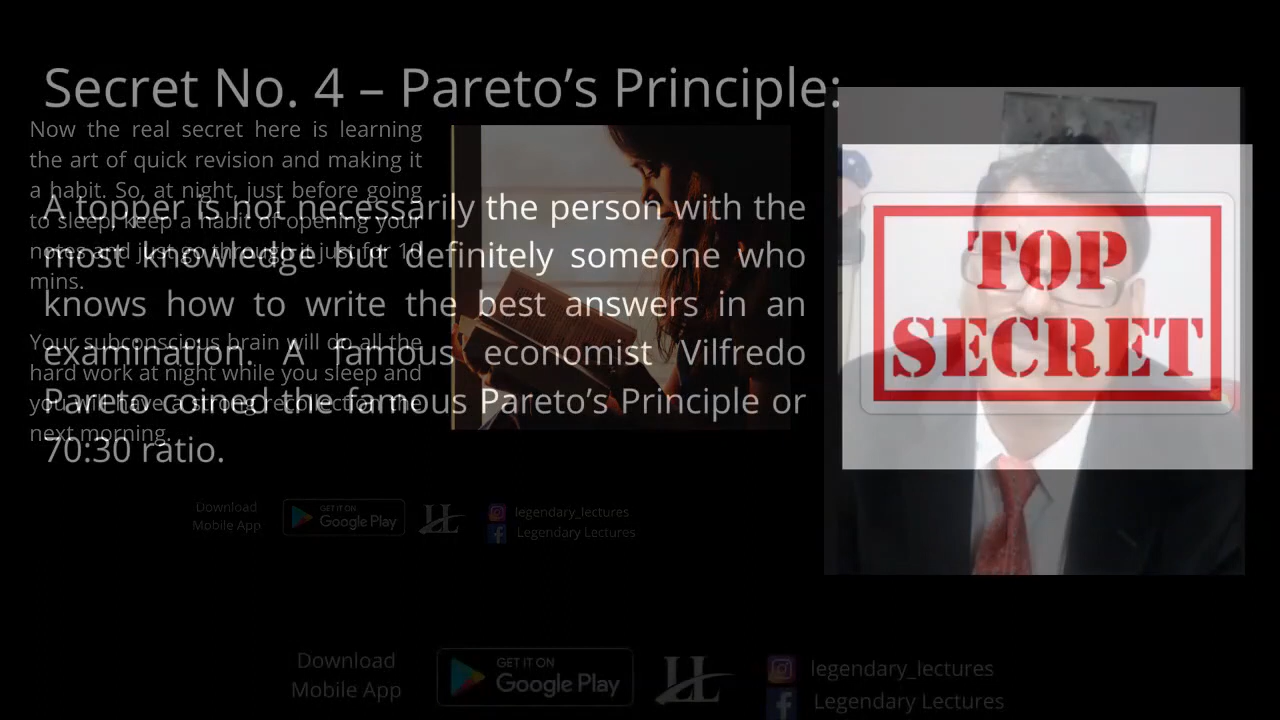 Secret No. 4 – Pareto’s Principle:
Now the real secret here is learning
the art of quick revision and making it
a habit. So, at night, just before going
to sleep, keep a habit of opening your
notes and just go through it just for 10
mins.
Your subconscious brain will do all the
hard work at night while you sleep and
you will have a strong recollection the
next morning.
A topper is not necessarily the person with the
most knowledge but definitely someone who
knows how to write the best answers in an
examination. A famous economist Vilfredo
Pareto coined the famous Pareto’s Principle or
70:30 ratio.
TOP
SECRET
Download
Mobile App
GET IT ON
Google Play
LL
legendary_lectures
Legendary Lectures
Download
Mobile App
GET IT ON
Google Play
LL
legendary_lectures
Legendary Lectures